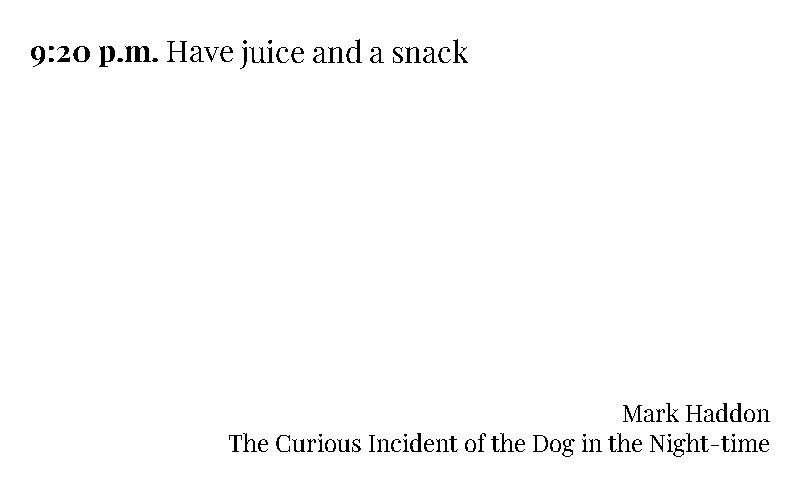 9:20 p.m. Have juice and a snack
Mark Haddon
The Curious Incident of the Dog in the Night-time